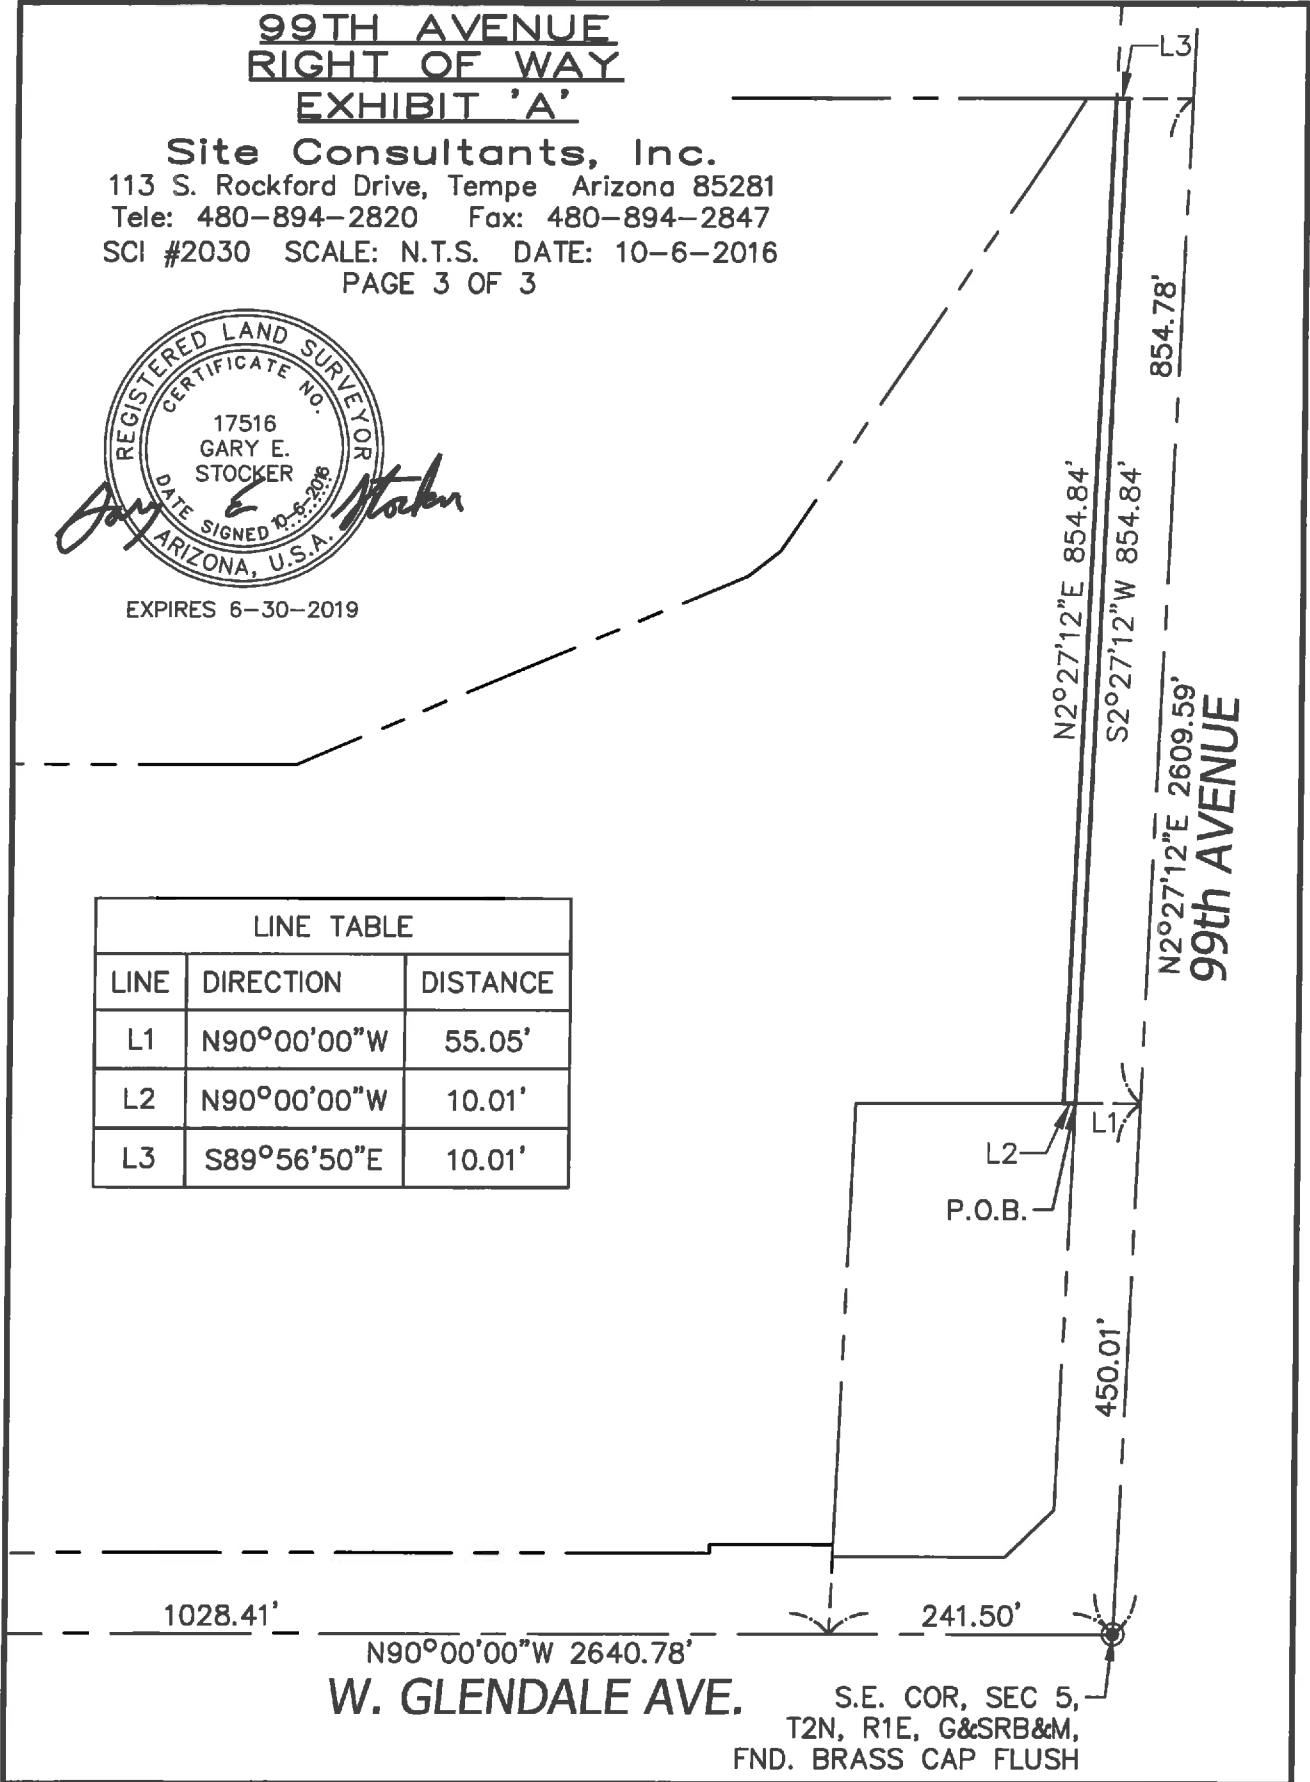 99TH AVENUE
RIGHT OF WAY
EXHIBIT 'A'
Site Consultants, Inc.
113 S. Rockford Drive, Tempe Arizona 85281
Tele: 480-894-2820 Fax: 480-894-2847
SCI #2030 SCALE: N.T.S. DATE: 10-6-2016
PAGE 3 OF 3
REGISTERED LAND SURVEYOR
CERTIFICATE NO.
17516
GARY E.
STOCKER
DATE SIGNED 10-6-2016
ARIZONA, U.S.A.
Gary E Stocker
EXPIRES 6-30-2019
L3
854.78'
N2°27'12"E 854.84'
S2°27'12"W 854.84'
N2°27'12"E 2609.59'
99th AVENUE
LINE TABLE
LINE DIRECTION DISTANCE
L1 N90°00'00"W 55.05'
L2 N90°00'00"W 10.01'
L3 S89°56'50"E 10.01'
L1
L2
P.O.B.
450.01'
1028.41'
241.50'
N90°00'00"W 2640.78'
W. GLENDALE AVE.
S.E. COR, SEC 5,
T2N, R1E, G&SRB&M,
FND. BRASS CAP FLUSH